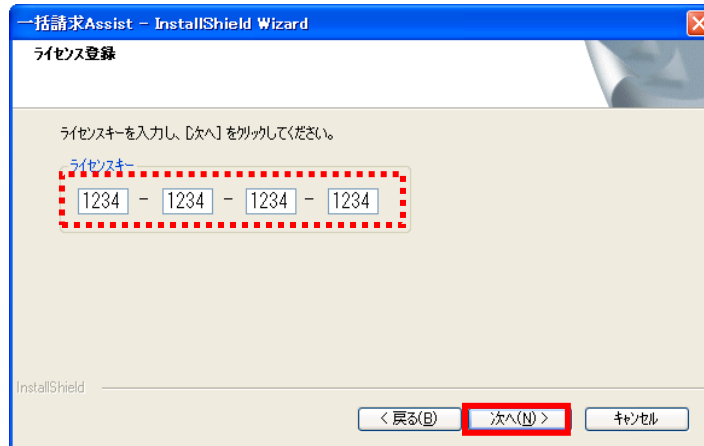 一括請求Assist - InstallShield Wizard
ライセンス登録
ライセンスキーを入力し、[次へ] をクリックしてください。
ライセンスキー
1234 - 1234 - 1234 - 1234
InstallShield
< 戻る(B) 次へ(N) > キャンセル